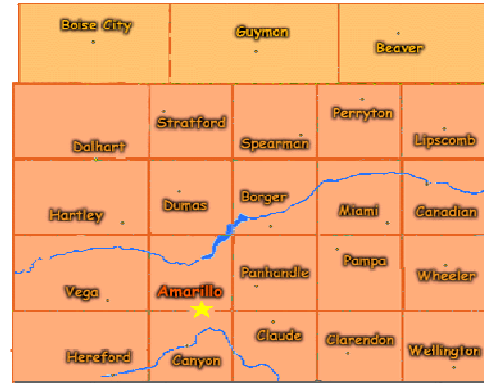 Boise City
Guymon
Beaver
Stratford
Perryton
Dalhart
Spearman
Lipscomb
Hartley
Dumas
Borger
Miami
Canadian
Vega
Amarillo
Panhandle
Pampa
Wheeler
Hereford
Canyon
Claude
Clarendon
Wellington